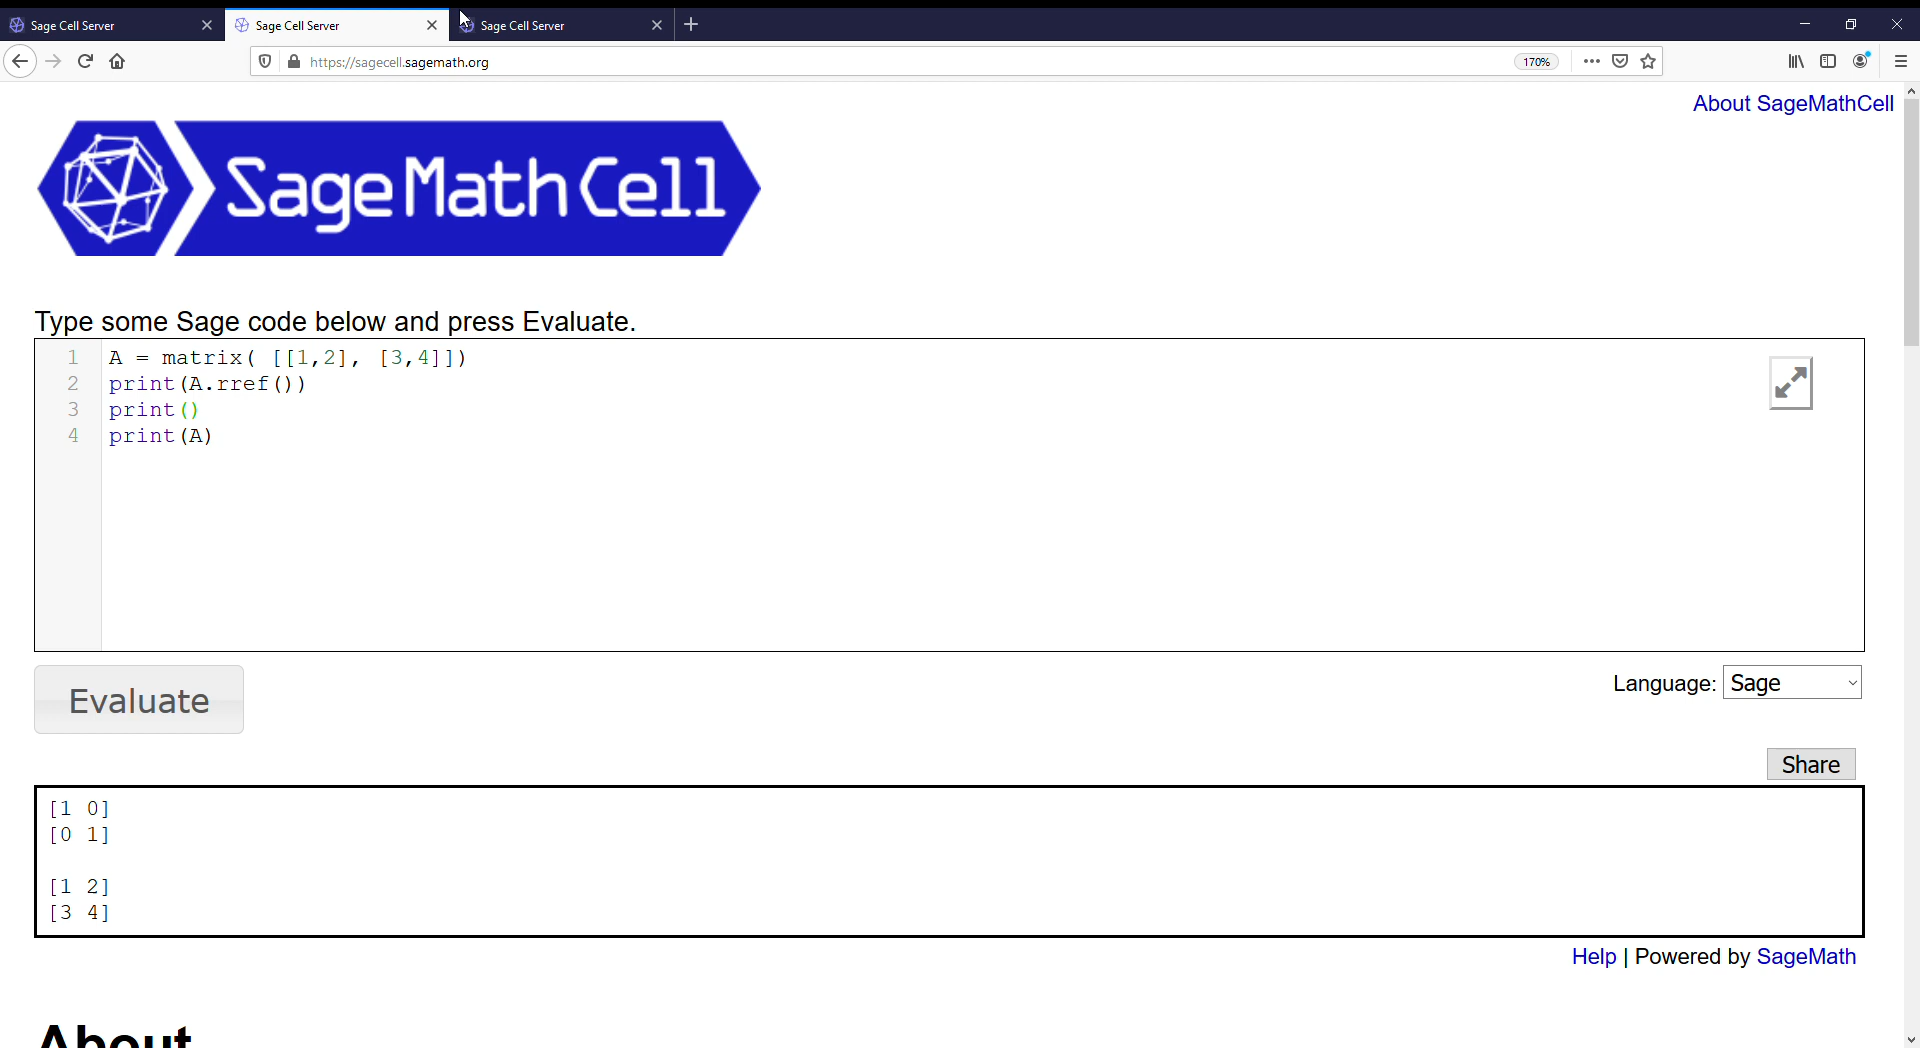 Sage Cell Server
Sage Cell Server
Sage Cell Server
https://sagecell.sagemath.org
170%
About SageMathCell
SageMathCell
Type some Sage code below and press Evaluate.
1 A = matrix( [[1,2], [3,4]])
2 print(A.rref())
3 print()
4 print(A)
Evaluate
Language: Sage
Share
[1 0]
[0 1]
[1 2]
[3 4]
Help | Powered by SageMath
About